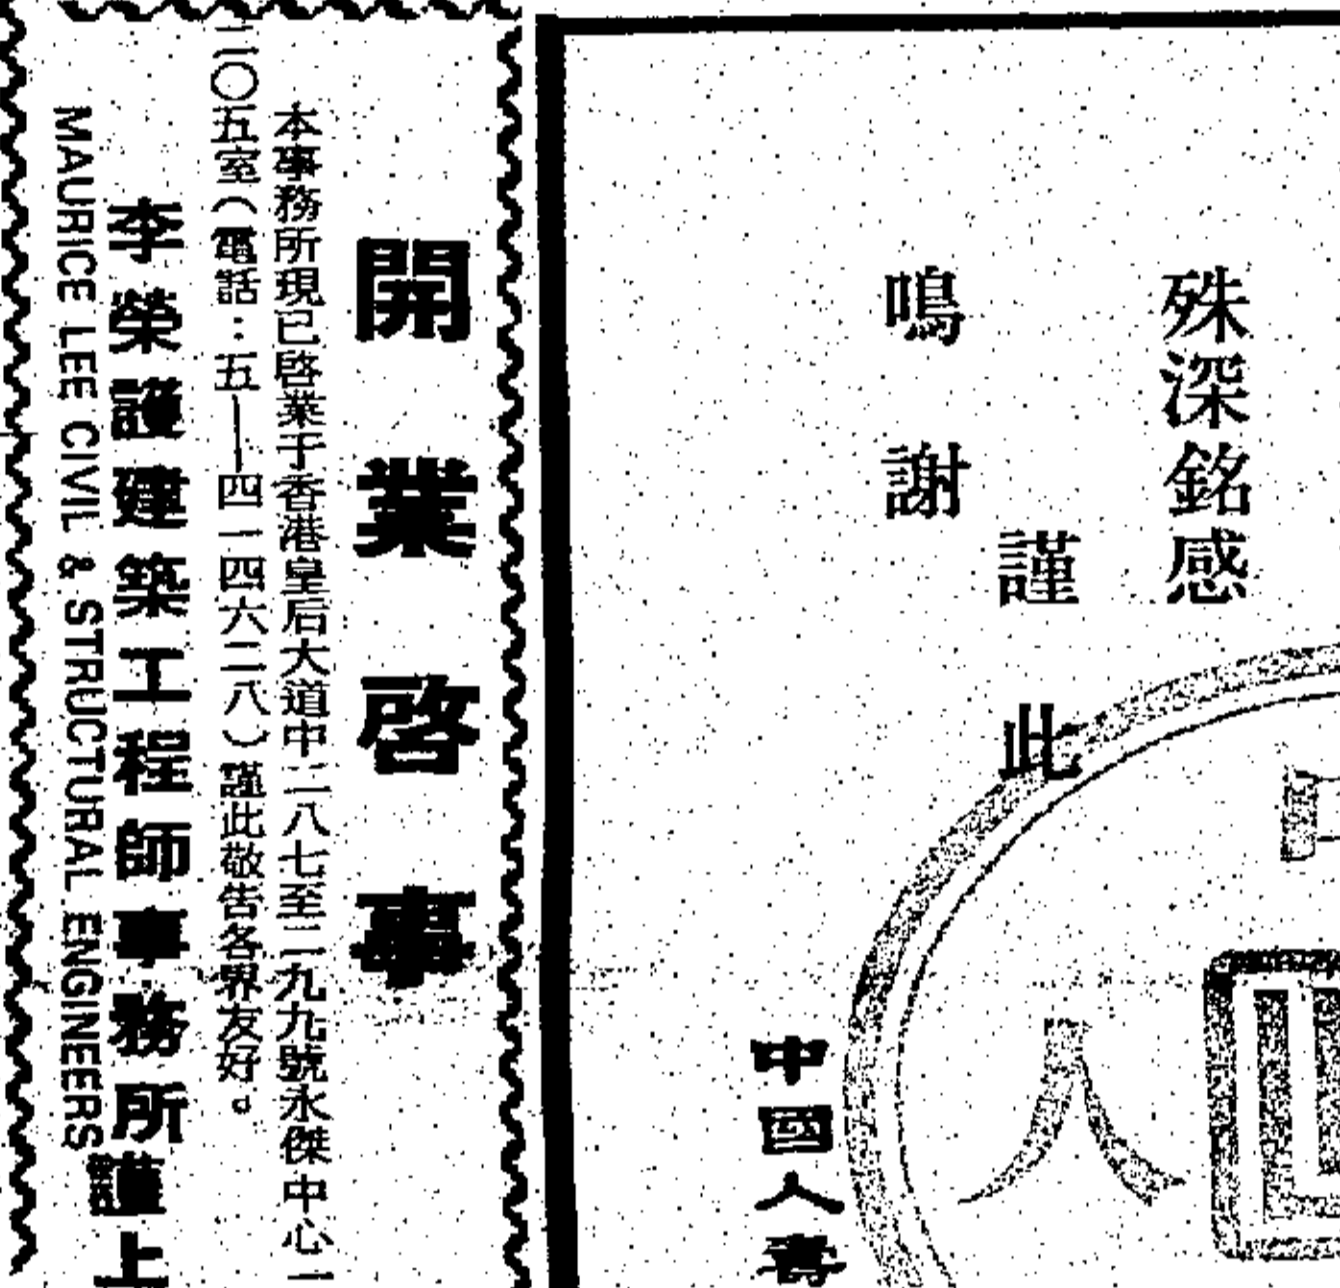 殊深銘感
謹此
鳴謝
人
中國人壽
開業啓事
本事務所現已啓業于香港皇后大道中二八七至二九九號永傑中心一
〇五室(電話:五—四一四六二八)謹此敬告各界友好。
李榮護建築工程師事務所謹上
MAURICE LEE CIVIL & STRUCTURAL ENGINEERS